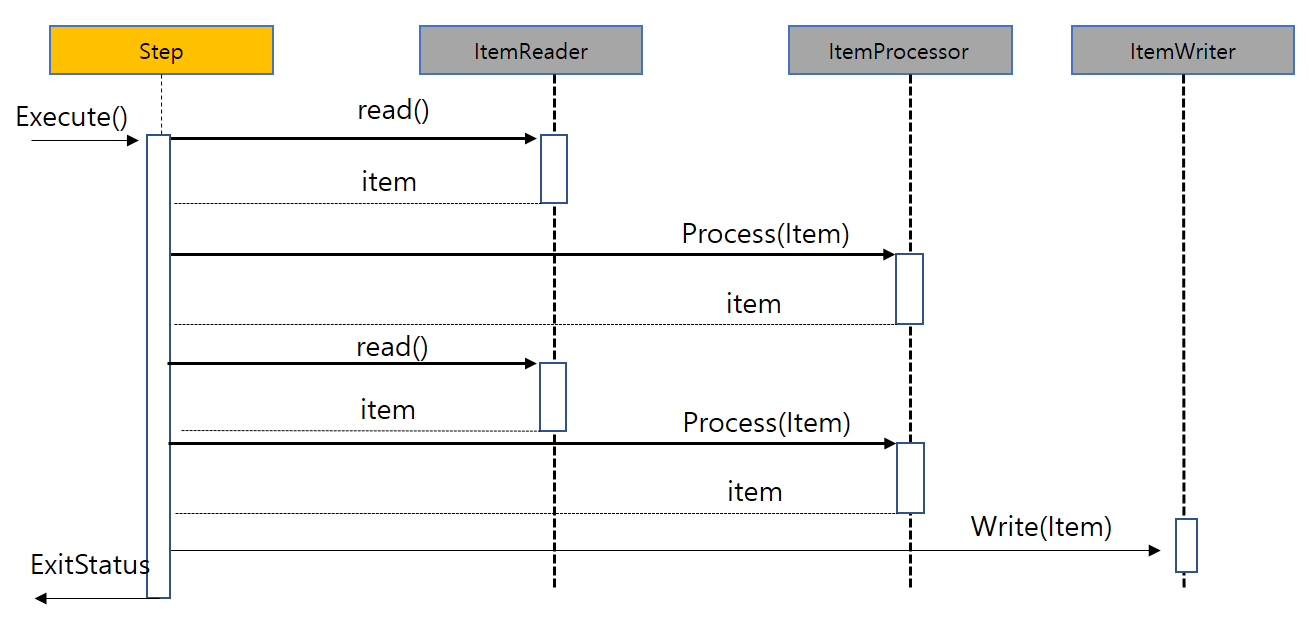 Step
ItemReader
ItemProcessor
ItemWriter
Execute()
read()
item
Process(Item)
item
read()
item
Process(Item)
item
Write(Item)
ExitStatus